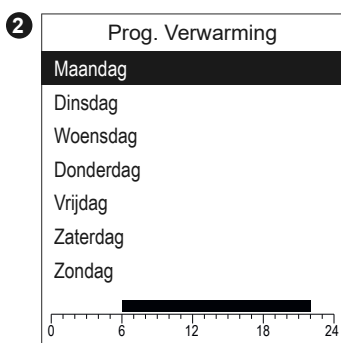 2
Prog. Verwarming
Maandag
Dinsdag
Woensdag
Donderdag
Vrijdag
Zaterdag
Zondag
0 6 12 18 24